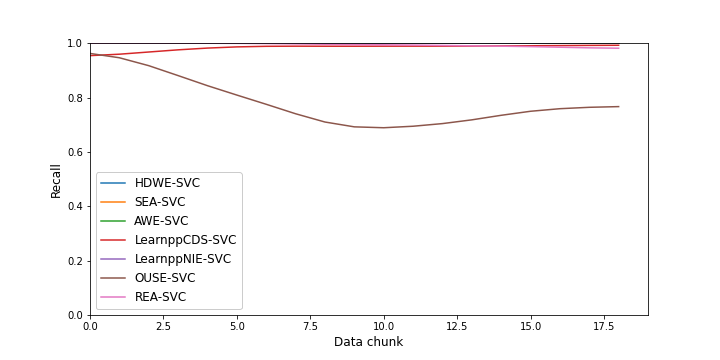 1.0
0.8
0.6
0.4
0.2
0.0
Recall
HDWE-SVC
SEA-SVC
AWE-SVC
LearnppCDS-SVC
LearnppNIE-SVC
OUSE-SVC
REA-SVC
0.0 2.5 5.0 7.5 10.0 12.5 15.0 17.5
Data chunk